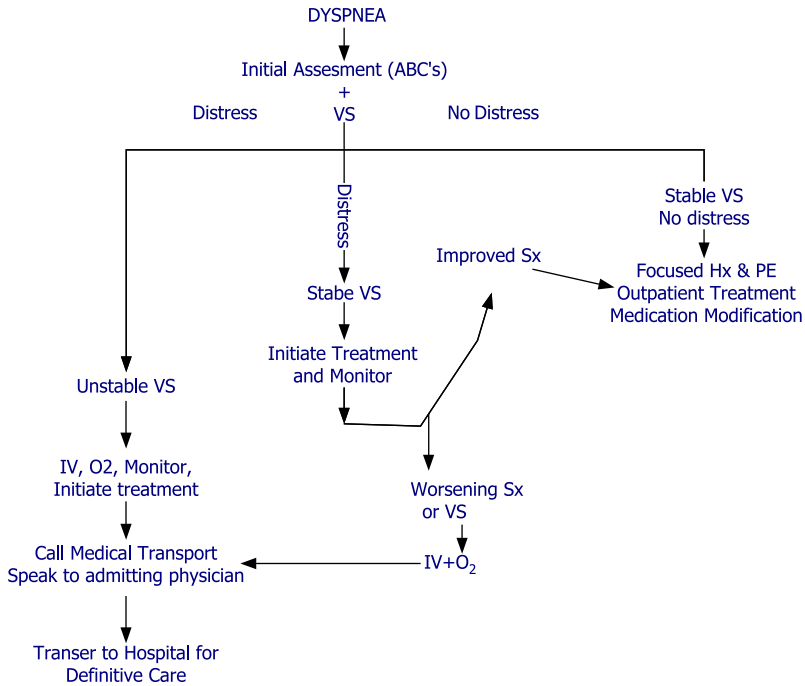 DYSPNEA
Initial Assesment (ABC's)
+
VS
Distress
No Distress
Distress
Stable VS
No distress
Improved Sx
Focused Hx & PE
Outpatient Treatment
Medication Modification
Stabe VS
Initiate Treatment
and Monitor
Unstable VS
IV, O2, Monitor,
Initiate treatment
Worsening Sx
or VS
Call Medical Transport
Speak to admitting physician
IV+O₂
Transer to Hospital for
Definitive Care